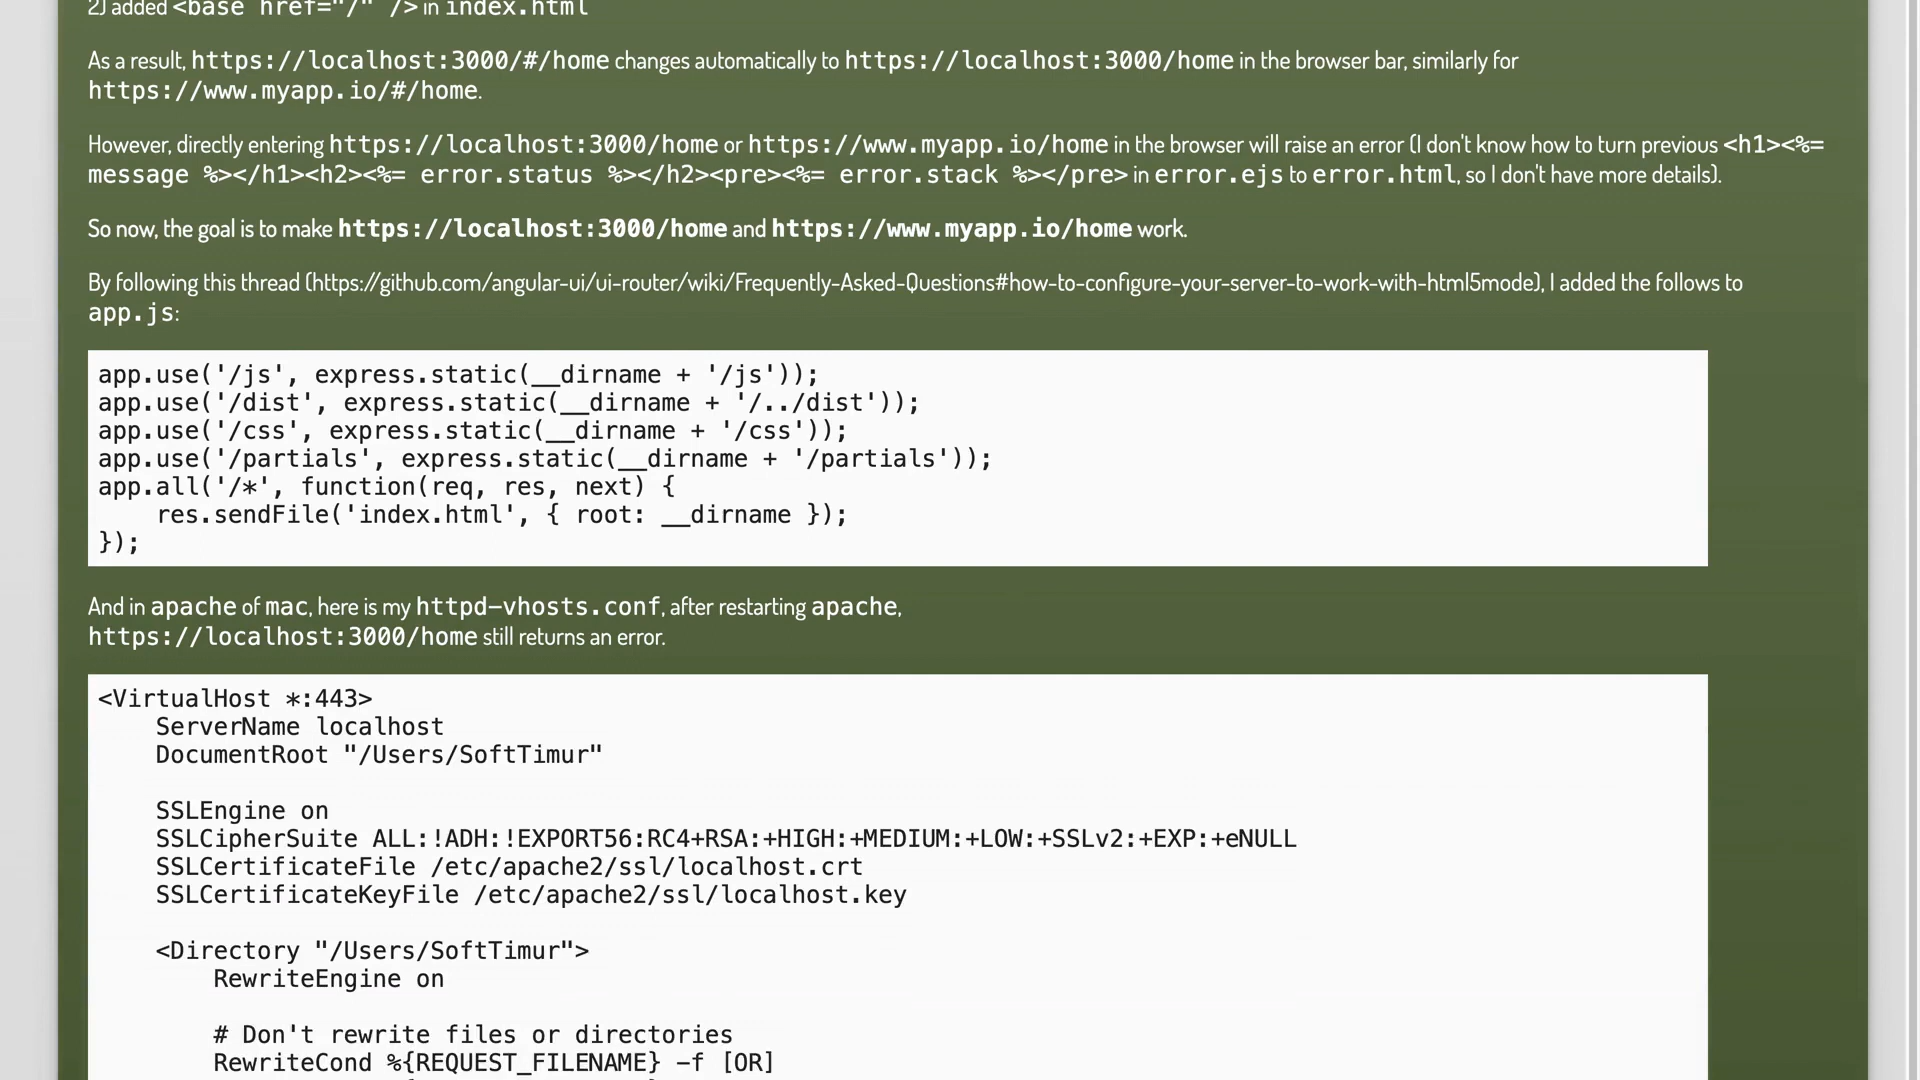 2) added <base href="/" /> in index.html
As a result, https://localhost:3000/#/home changes automatically to https://localhost:3000/home in the browser bar, similarly for
https://www.myapp.io/#/home.
However, directly entering https://localhost:3000/home or https://www.myapp.io/home in the browser will raise an error (I don't know how to turn previous <h1><%=
message %></h1><h2><%= error.status %></h2><pre><%= error.stack %></pre> in error.ejs to error.html, so I don't have more details).
So now, the goal is to make https://localhost:3000/home and https://www.myapp.io/home work.
By following this thread (https://github.com/angular-ui/ui-router/wiki/Frequently-Asked-Questions#how-to-configure-your-server-to-work-with-html5mode), I added the follows to
app.js:
app.use('/js', express.static(__dirname + '/js'));
app.use('/dist', express.static(__dirname + '/../dist'));
app.use('/css', express.static(__dirname + '/css'));
app.use('/partials', express.static(__dirname + '/partials'));
app.all('/*', function(req, res, next) {
    res.sendFile('index.html', { root: __dirname });
});
And in apache of mac, here is my httpd-vhosts.conf, after restarting apache,
https://localhost:3000/home still returns an error.
<VirtualHost *:443>
    ServerName localhost
    DocumentRoot "/Users/SoftTimur"
    SSLEngine on
    SSLCipherSuite ALL:!ADH:!EXPORT56:RC4+RSA:+HIGH:+MEDIUM:+LOW:+SSLv2:+EXP:+eNULL
    SSLCertificateFile /etc/apache2/ssl/localhost.crt
    SSLCertificateKeyFile /etc/apache2/ssl/localhost.key
    <Directory "/Users/SoftTimur">
        RewriteEngine on
        # Don't rewrite files or directories
        RewriteCond %{REQUEST_FILENAME} -f [OR]